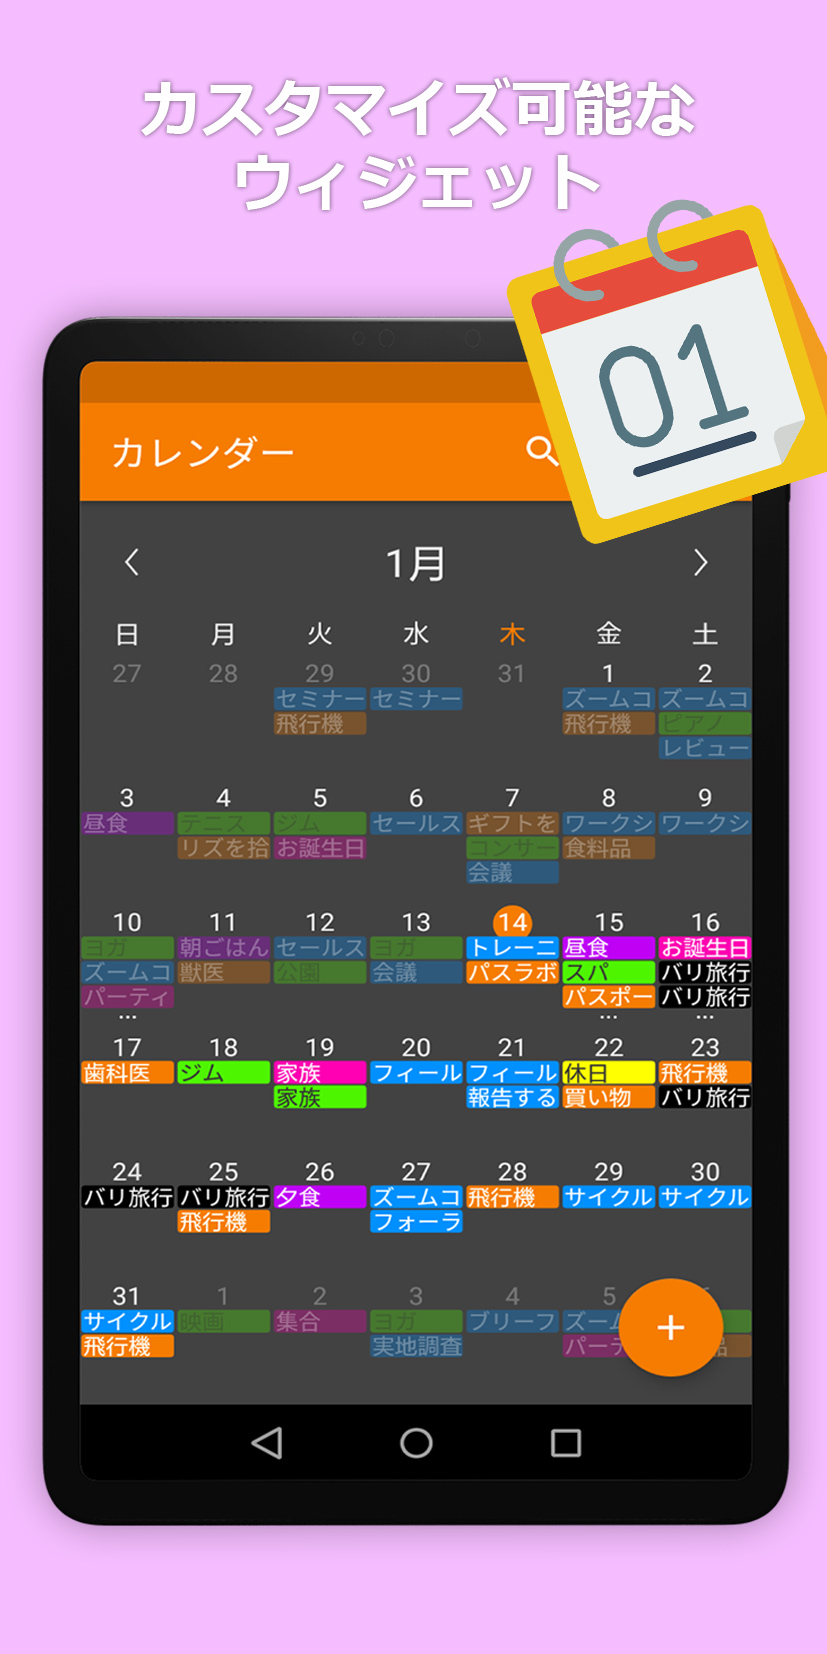 カスタマイズ可能な
ウィジェット
01
カレンダー
1月
日 月 火 水 木 金 土
27 28 29 30 31 1 2
セミナー セミナー ズームコ ズームコ
飛行機 飛行機 ピアノ
レビュー
3 4 5 6 7 8 9
昼食 テニス ジム セールス ギフトを ワークシ ワークシ
リズを拾 お誕生日 コンサー 食料品
会議
10 11 12 13 14 15 16
ヨガ 朝ごはん セールス ヨガ トレーニ 昼食 お誕生日
ズームコ 獣医 公園 会議 パスラボ スパ バリ旅行
パーティ パスポー バリ旅行
... ... ...
17 18 19 20 21 22 23
歯科医 ジム 家族 フィール フィール 休日 飛行機
家族 報告する 買い物 バリ旅行
24 25 26 27 28 29 30
バリ旅行 バリ旅行 夕食 ズームコ 飛行機 サイクル サイクル
飛行機 フォーラ
31 1 2 3 4 5
サイクル 映画 集合 ヨガ ブリーフ ズーム
飛行機 実地調査 パーテ 品